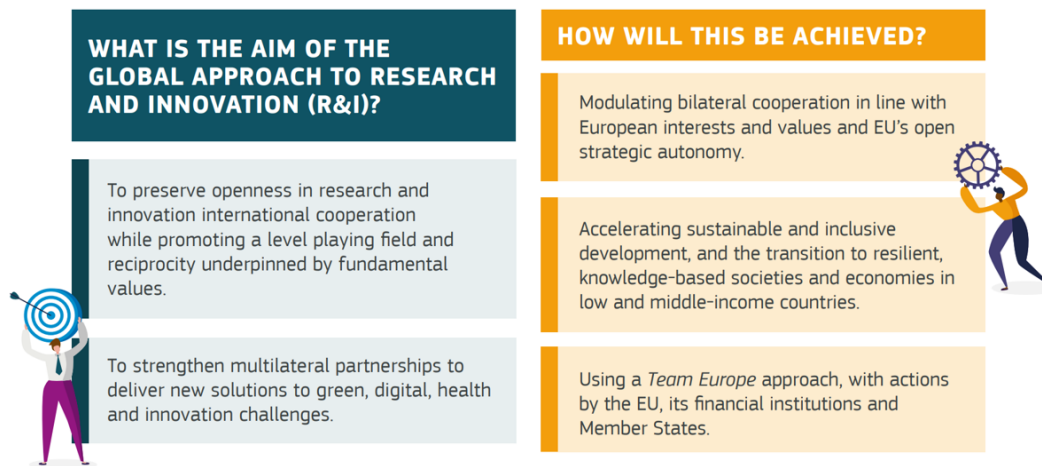 WHAT IS THE AIM OF THE
GLOBAL APPROACH TO RESEARCH
AND INNOVATION (R&I)?
To preserve openness in research and
innovation international cooperation
while promoting a level playing field and
reciprocity underpinned by fundamental
values.
To strengthen multilateral partnerships to
deliver new solutions to green, digital, health
and innovation challenges.
HOW WILL THIS BE ACHIEVED?
Modulating bilateral cooperation in line with
European interests and values and EU’s open
strategic autonomy.
Accelerating sustainable and inclusive
development, and the transition to resilient,
knowledge-based societies and economies in
low and middle-income countries.
Using a Team Europe approach, with actions
by the EU, its financial institutions and
Member States.